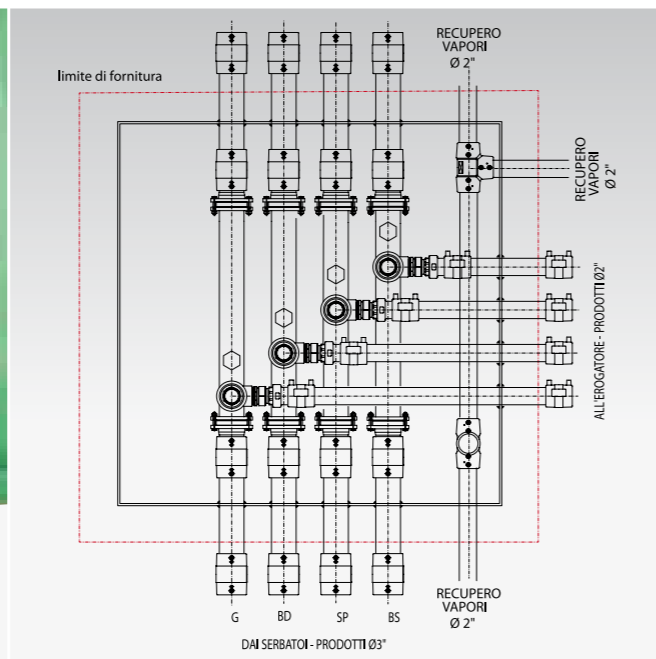 RECUPERO
VAPORI
Ø 2"
limite di fornitura
RECUPERO
VAPORI
Ø 2"
ALL'EROGATORE - PRODOTTI Ø2"
RECUPERO
VAPORI
Ø 2"
G BD SP BS
DAI SERBATOI - PRODOTTI Ø3"